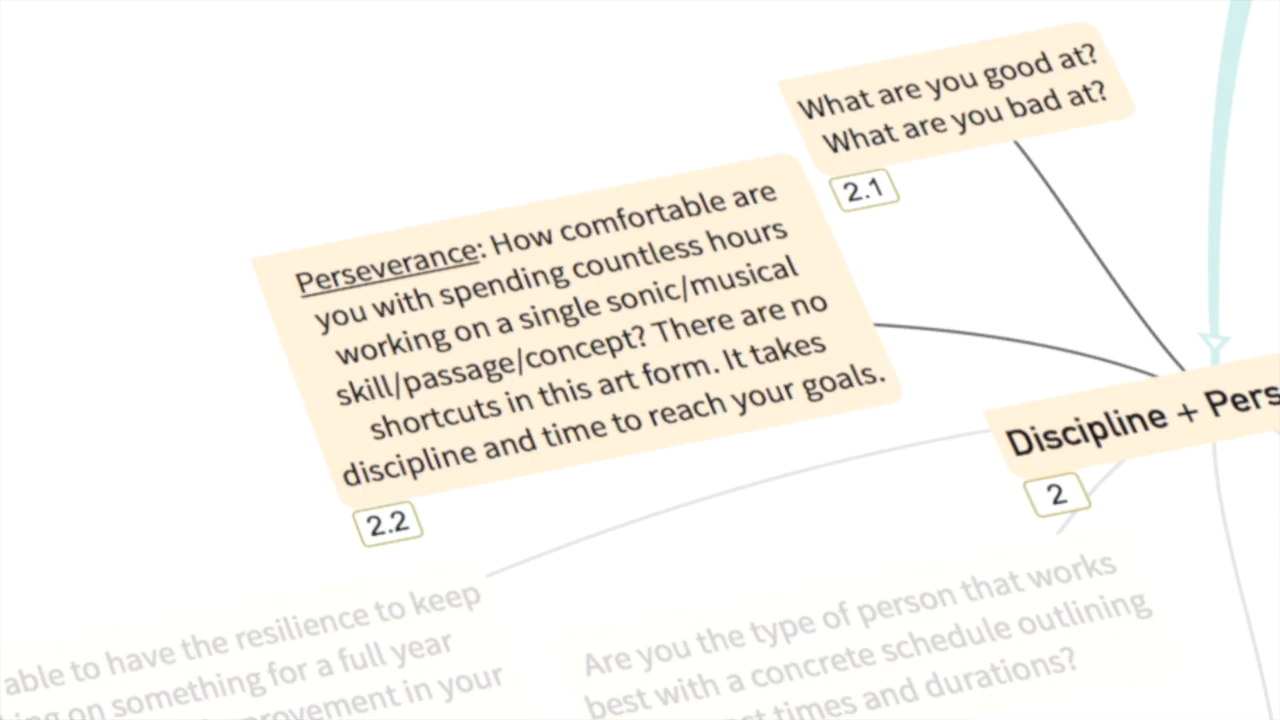 What are you good at?
What are you bad at?
2.1
Perseverance: How comfortable are
you with spending countless hours
working on a single sonic/musical
skill/passage/concept? There are no
shortcuts in this art form. It takes
discipline and time to reach your goals.
2.2
Discipline + Pers
2
able to have the resilience to keep
on something for a full year
in your
Are you the type of person that works
best with a concrete schedule outlining
times and durations?